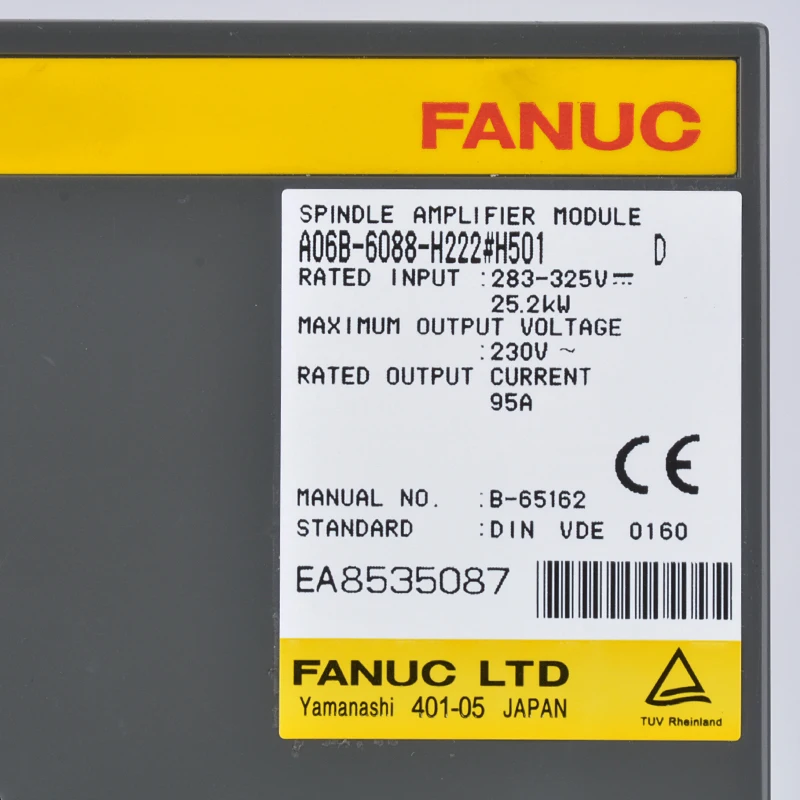 FANUC
SPINDLE AMPLIFIER MODULE
A06B-6088-H222#H501 D
RATED INPUT :283-325V⎓
25.2kW
MAXIMUM OUTPUT VOLTAGE
:230V ~
RATED OUTPUT CURRENT
95A
CE
MANUAL NO. :B-65162
STANDARD :DIN VDE 0160
EA8535087
FANUC LTD
Yamanashi 401-05 JAPAN
TUV Rheinland